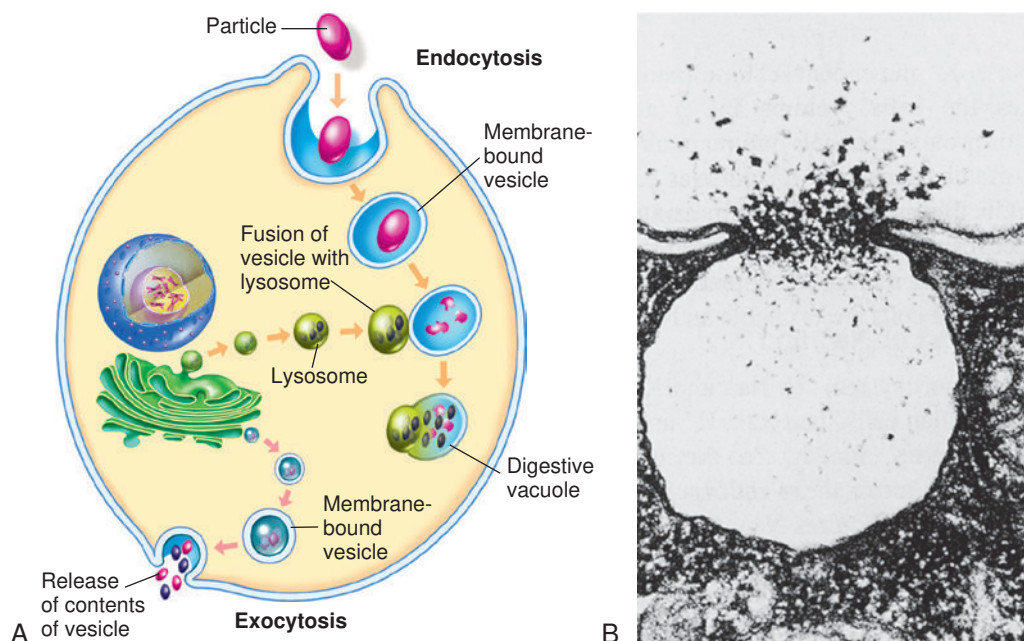 Particle
Endocytosis
Membrane-
bound
vesicle
Fusion of
vesicle with
lysosome
Lysosome
Digestive
vacuole
Membrane-
bound
vesicle
Release
of contents
of vesicle
Exocytosis
A
B